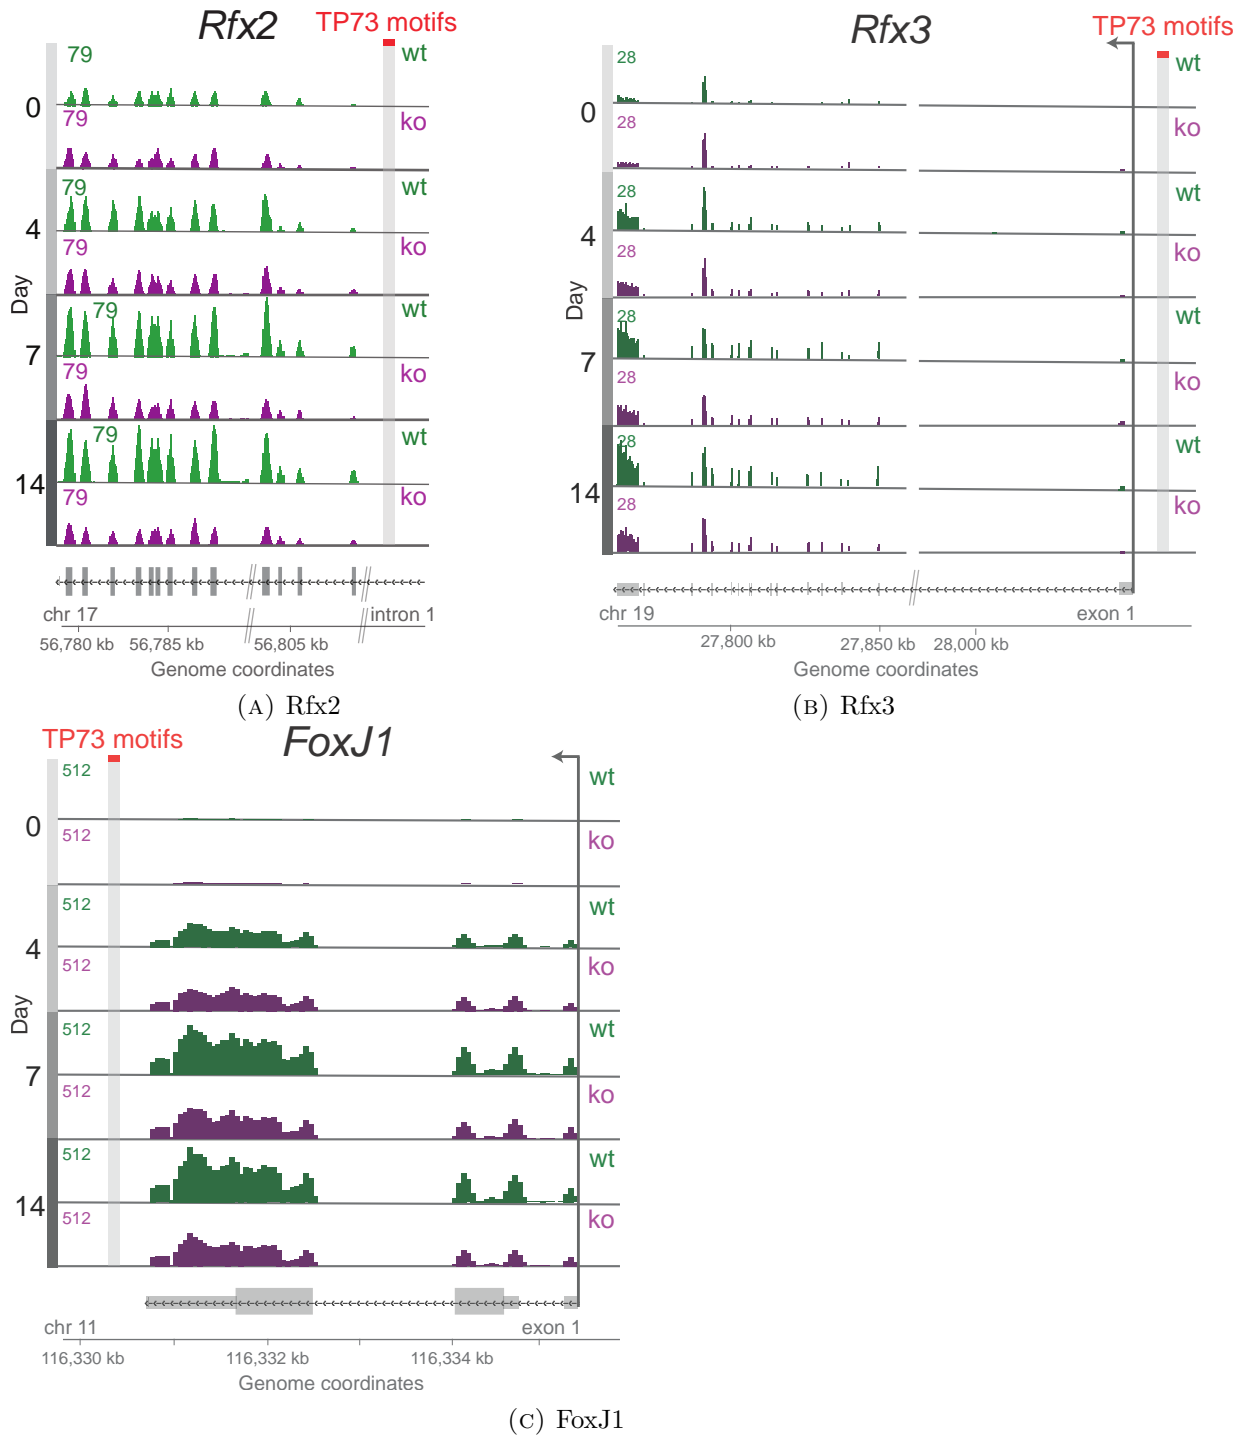 Rfx2
TP73 motifs
79
wt
0
79
ko
79
wt
4
79
ko
Day
79
wt
7
79
ko
79
wt
14
79
ko
chr 17
intron 1
56,780 kb
56,785 kb
56,805 kb
Genome coordinates
(A) Rfx2
Rfx3
TP73 motifs
28
wt
0
28
ko
28
wt
4
28
ko
Day
28
wt
7
28
ko
28
wt
14
28
ko
chr 19
exon 1
27,800 kb
27,850 kb
28,000 kb
Genome coordinates
(B) Rfx3
TP73 motifs
FoxJ1
512
wt
0
512
ko
512
wt
4
512
ko
Day
512
wt
7
512
ko
512
wt
14
512
ko
chr 11
exon 1
116,330 kb
116,332 kb
116,334 kb
Genome coordinates
(C) FoxJ1